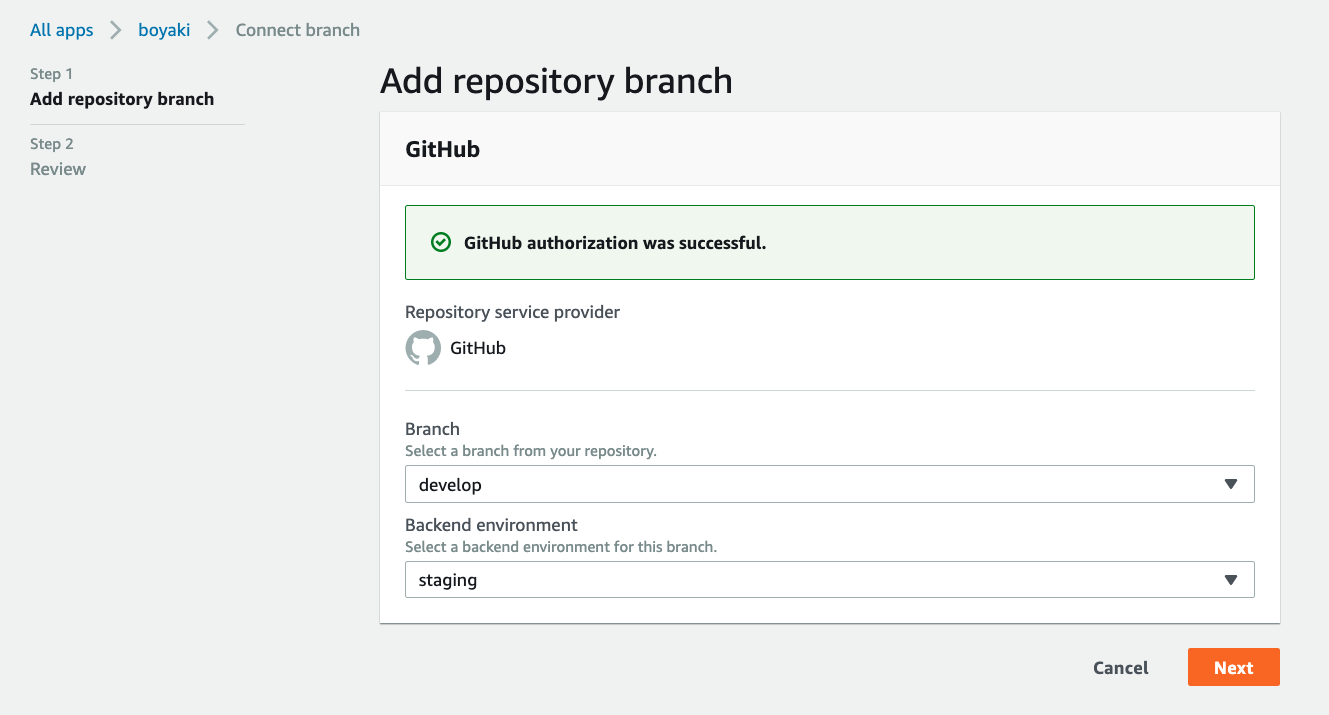 All apps > boyaki > Connect branch
Step 1
Add repository branch
Step 2
Review
Add repository branch
GitHub
GitHub authorization was successful.
Repository service provider
GitHub
Branch
Select a branch from your repository.
develop
Backend environment
Select a backend environment for this branch.
staging
Cancel Next